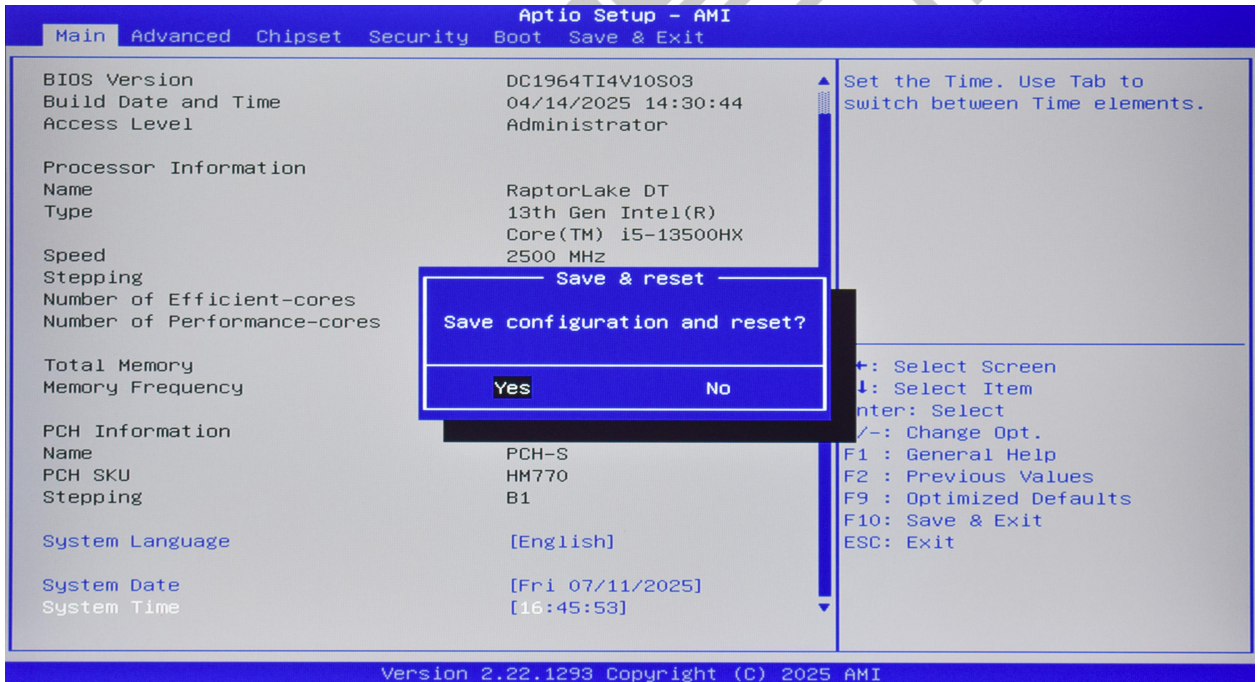 Aptio Setup - AMI
Main Advanced Chipset Security Boot Save & Exit
BIOS Version DC1964TI4V10S03
Build Date and Time 04/14/2025 14:30:44
Access Level Administrator
Processor Information
Name RaptorLake DT
Type 13th Gen Intel(R)
Core(TM) i5-13500HX
Speed 2500 MHz
Stepping
Number of Efficient-cores
Number of Performance-cores
Total Memory
Memory Frequency
PCH Information
Name PCH-S
PCH SKU HM770
Stepping B1
System Language [English]
System Date [Fri 07/11/2025]
System Time [16:45:53]
Save & reset
Save configuration and reset?
Yes No
Set the Time. Use Tab to
switch between Time elements.
←: Select Screen
↓: Select Item
nter: Select
/-: Change Opt.
F1 : General Help
F2 : Previous Values
F9 : Optimized Defaults
F10: Save & Exit
ESC: Exit
Version 2.22.1293 Copyright (C) 2025 AMI